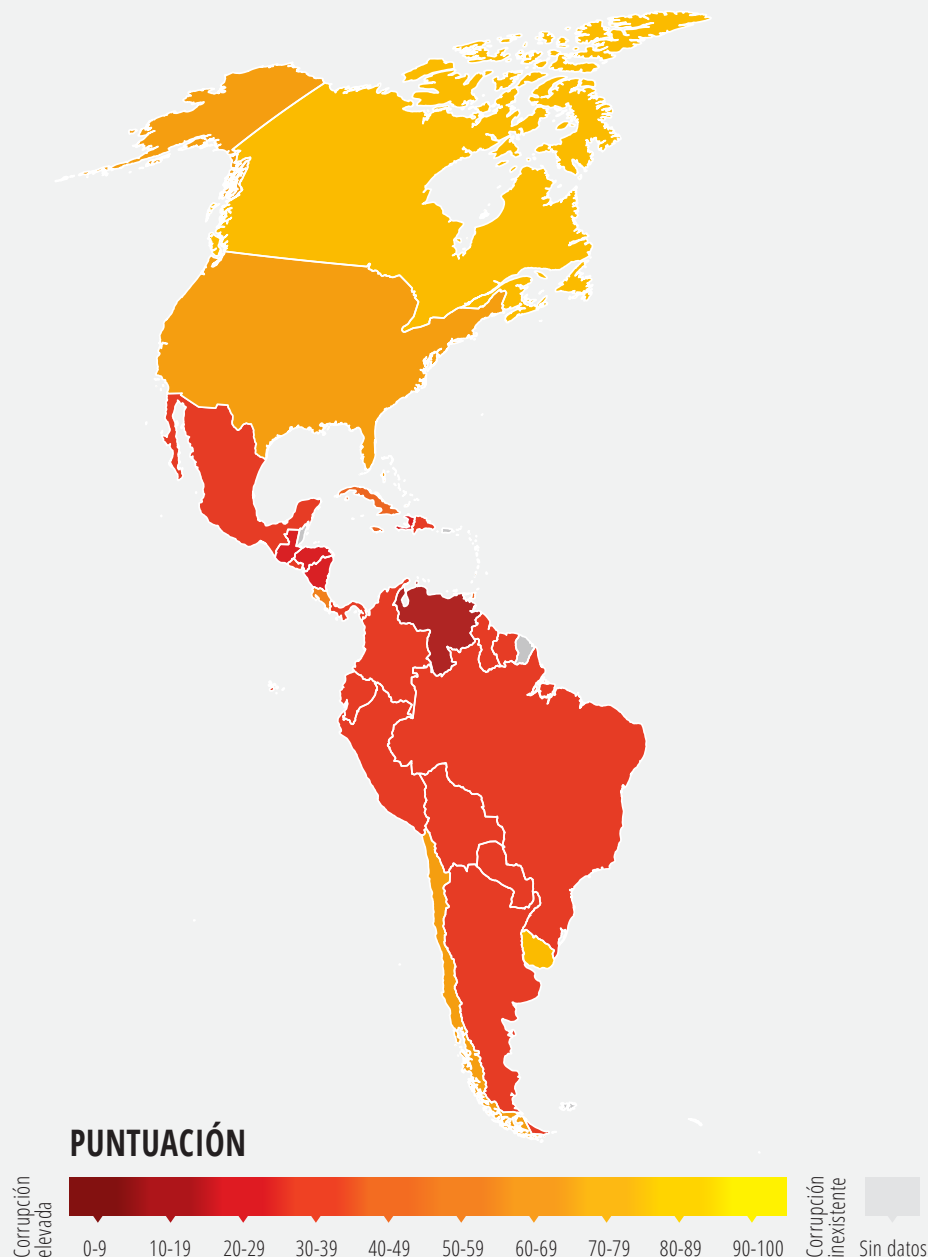 PUNTUACIÓN
Corrupción
elevada
0-9 10-19 20-29 30-39 40-49 50-59 60-69 70-79 80-89 90-100
Corrupción
inexistente
Sin datos